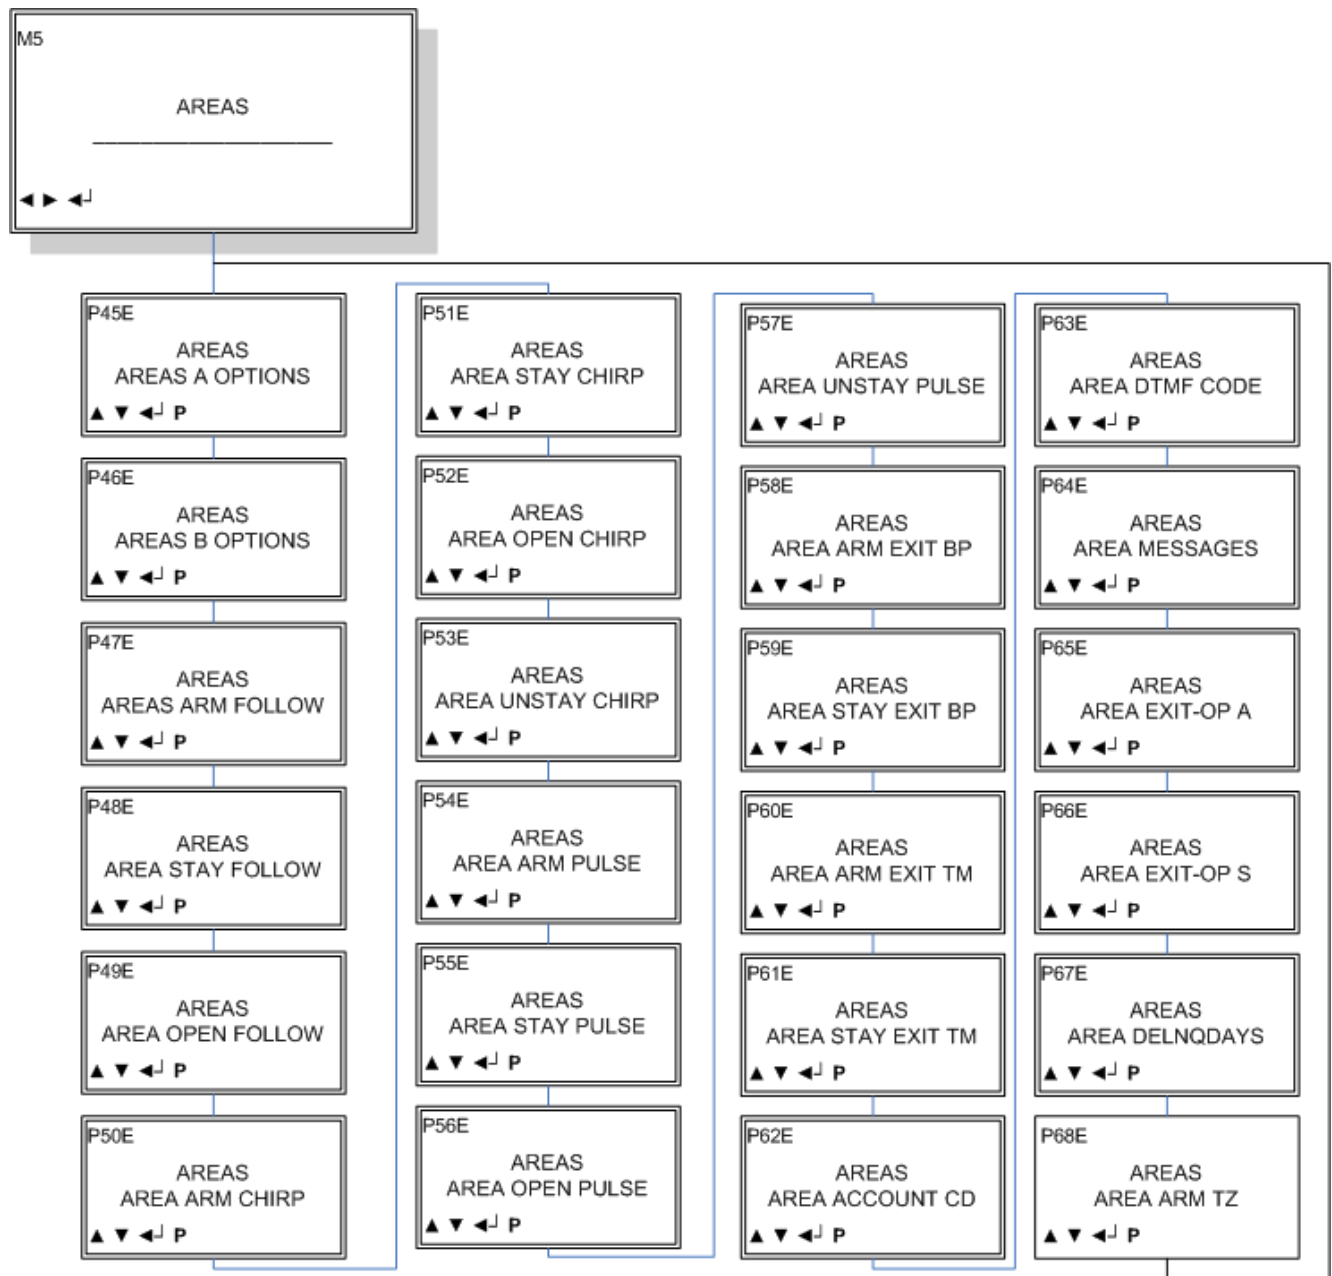 M5
AREAS
◄ ► ◄┘
P45E
AREAS
AREAS A OPTIONS
▲ ▼ ◄┘ P
P46E
AREAS
AREAS B OPTIONS
▲ ▼ ◄┘ P
P47E
AREAS
AREAS ARM FOLLOW
▲ ▼ ◄┘ P
P48E
AREAS
AREA STAY FOLLOW
▲ ▼ ◄┘ P
P49E
AREAS
AREA OPEN FOLLOW
▲ ▼ ◄┘ P
P50E
AREAS
AREA ARM CHIRP
▲ ▼ ◄┘ P
P51E
AREAS
AREA STAY CHIRP
▲ ▼ ◄┘ P
P52E
AREAS
AREA OPEN CHIRP
▲ ▼ ◄┘ P
P53E
AREAS
AREA UNSTAY CHIRP
▲ ▼ ◄┘ P
P54E
AREAS
AREA ARM PULSE
▲ ▼ ◄┘ P
P55E
AREAS
AREA STAY PULSE
▲ ▼ ◄┘ P
P56E
AREAS
AREA OPEN PULSE
▲ ▼ ◄┘ P
P57E
AREAS
AREA UNSTAY PULSE
▲ ▼ ◄┘ P
P58E
AREAS
AREA ARM EXIT BP
▲ ▼ ◄┘ P
P59E
AREAS
AREA STAY EXIT BP
▲ ▼ ◄┘ P
P60E
AREAS
AREA ARM EXIT TM
▲ ▼ ◄┘ P
P61E
AREAS
AREA STAY EXIT TM
▲ ▼ ◄┘ P
P62E
AREAS
AREA ACCOUNT CD
▲ ▼ ◄┘ P
P63E
AREAS
AREA DTMF CODE
▲ ▼ ◄┘ P
P64E
AREAS
AREA MESSAGES
▲ ▼ ◄┘ P
P65E
AREAS
AREA EXIT-OP A
▲ ▼ ◄┘ P
P66E
AREAS
AREA EXIT-OP S
▲ ▼ ◄┘ P
P67E
AREAS
AREA DELNQDAYS
▲ ▼ ◄┘ P
P68E
AREAS
AREA ARM TZ
▲ ▼ ◄┘ P